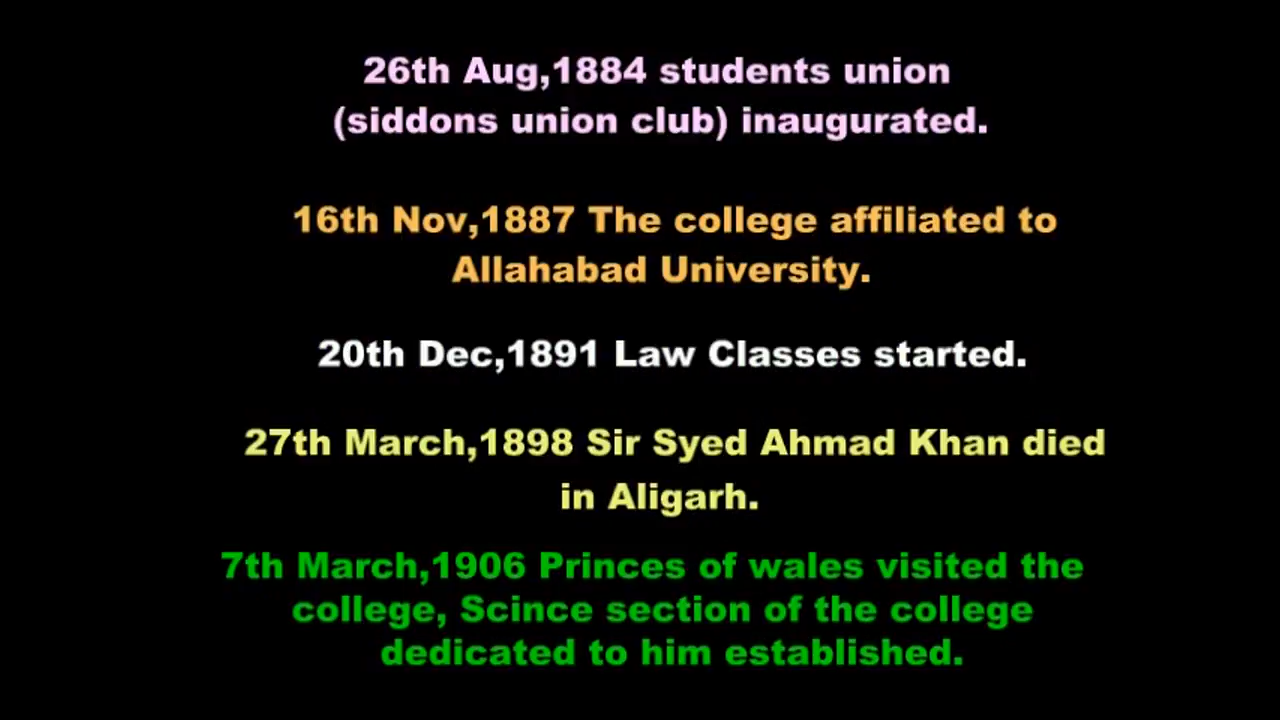 26th Aug,1884 students union
(siddons union club) inaugurated.
16th Nov,1887 The college affiliated to
Allahabad University.
20th Dec,1891 Law Classes started.
27th March,1898 Sir Syed Ahmad Khan died
in Aligarh.
7th March,1906 Princes of wales visited the
college, Scince section of the college
dedicated to him established.